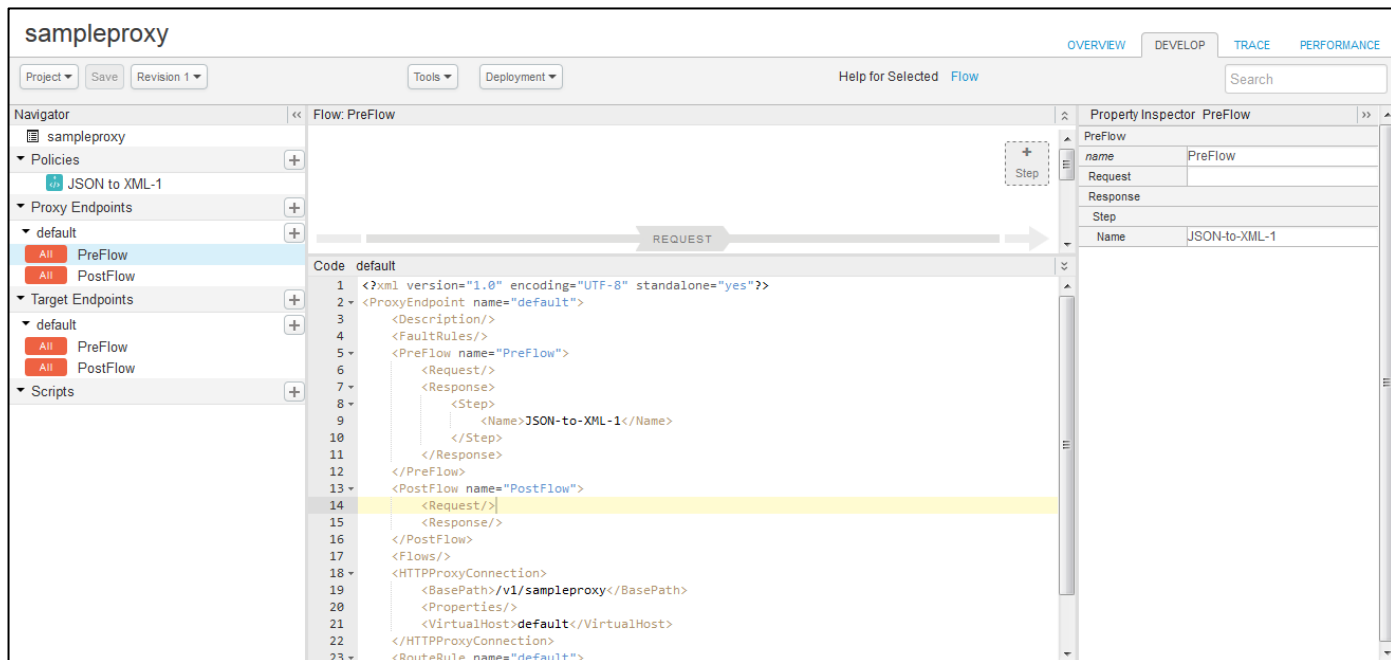 sampleproxy
OVERVIEW DEVELOP TRACE PERFORMANCE
Project Save Revision 1 Tools Deployment Help for Selected Flow Search
Navigator
sampleproxy
Policies
JSON to XML-1
Proxy Endpoints
default
All PreFlow
All PostFlow
Target Endpoints
default
All PreFlow
All PostFlow
Scripts
Flow: PreFlow
+
Step
REQUEST
Code default
1 <?xml version="1.0" encoding="UTF-8" standalone="yes"?>
2 <ProxyEndpoint name="default">
3 <Description/>
4 <FaultRules/>
5 <PreFlow name="PreFlow">
6 <Request/>
7 <Response>
8 <Step>
9 <Name>JSON-to-XML-1</Name>
10 </Step>
11 </Response>
12 </PreFlow>
13 <PostFlow name="PostFlow">
14 <Request/>
15 <Response/>
16 </PostFlow>
17 <Flows/>
18 <HTTPProxyConnection>
19 <BasePath>/v1/sampleproxy</BasePath>
20 <Properties/>
21 <VirtualHost>default</VirtualHost>
22 </HTTPProxyConnection>
23 <RouteRule name="default">
Property Inspector PreFlow
PreFlow
name PreFlow
Request
Response
Step
Name JSON-to-XML-1